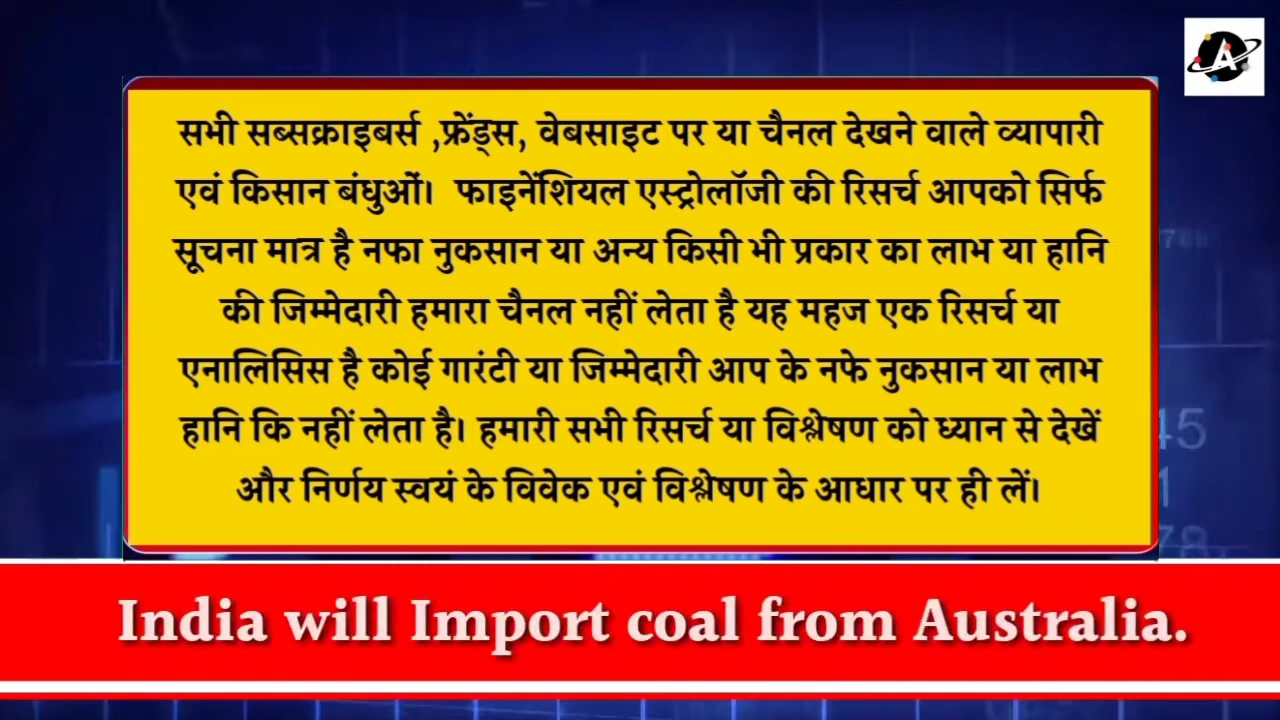 सभी सब्सक्राइबर्स ,फ्रेंड्स, वेबसाइट पर या चैनल देखने वाले व्यापारी
एवं किसान बंधुओं। फाइनेंशियल एस्ट्रोलॉजी की रिसर्च आपको सिर्फ
सूचना मात्र है नफा नुकसान या अन्य किसी भी प्रकार का लाभ या हानि
की जिम्मेदारी हमारा चैनल नहीं लेता है यह महज एक रिसर्च या
एनालिसिस है कोई गारंटी या जिम्मेदारी आप के नफे नुकसान या लाभ
हानि कि नहीं लेता है। हमारी सभी रिसर्च या विश्लेषण को ध्यान से देखें
और निर्णय स्वयं के विवेक एवं विश्लेषण के आधार पर ही लें।
India will Import coal from Australia.